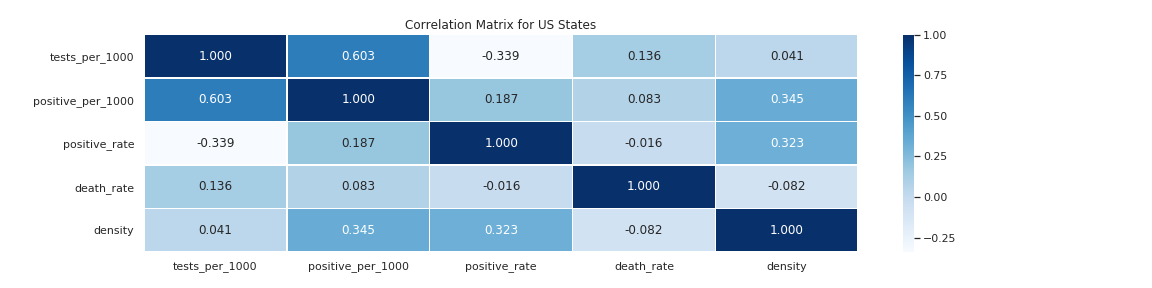 Correlation Matrix for US States
tests_per_1000 1.000 0.603 -0.339 0.136 0.041
positive_per_1000 0.603 1.000 0.187 0.083 0.345
positive_rate -0.339 0.187 1.000 -0.016 0.323
death_rate 0.136 0.083 -0.016 1.000 -0.082
density 0.041 0.345 0.323 -0.082 1.000
tests_per_1000 positive_per_1000 positive_rate death_rate density
1.00
0.75
0.50
0.25
0.00
−0.25